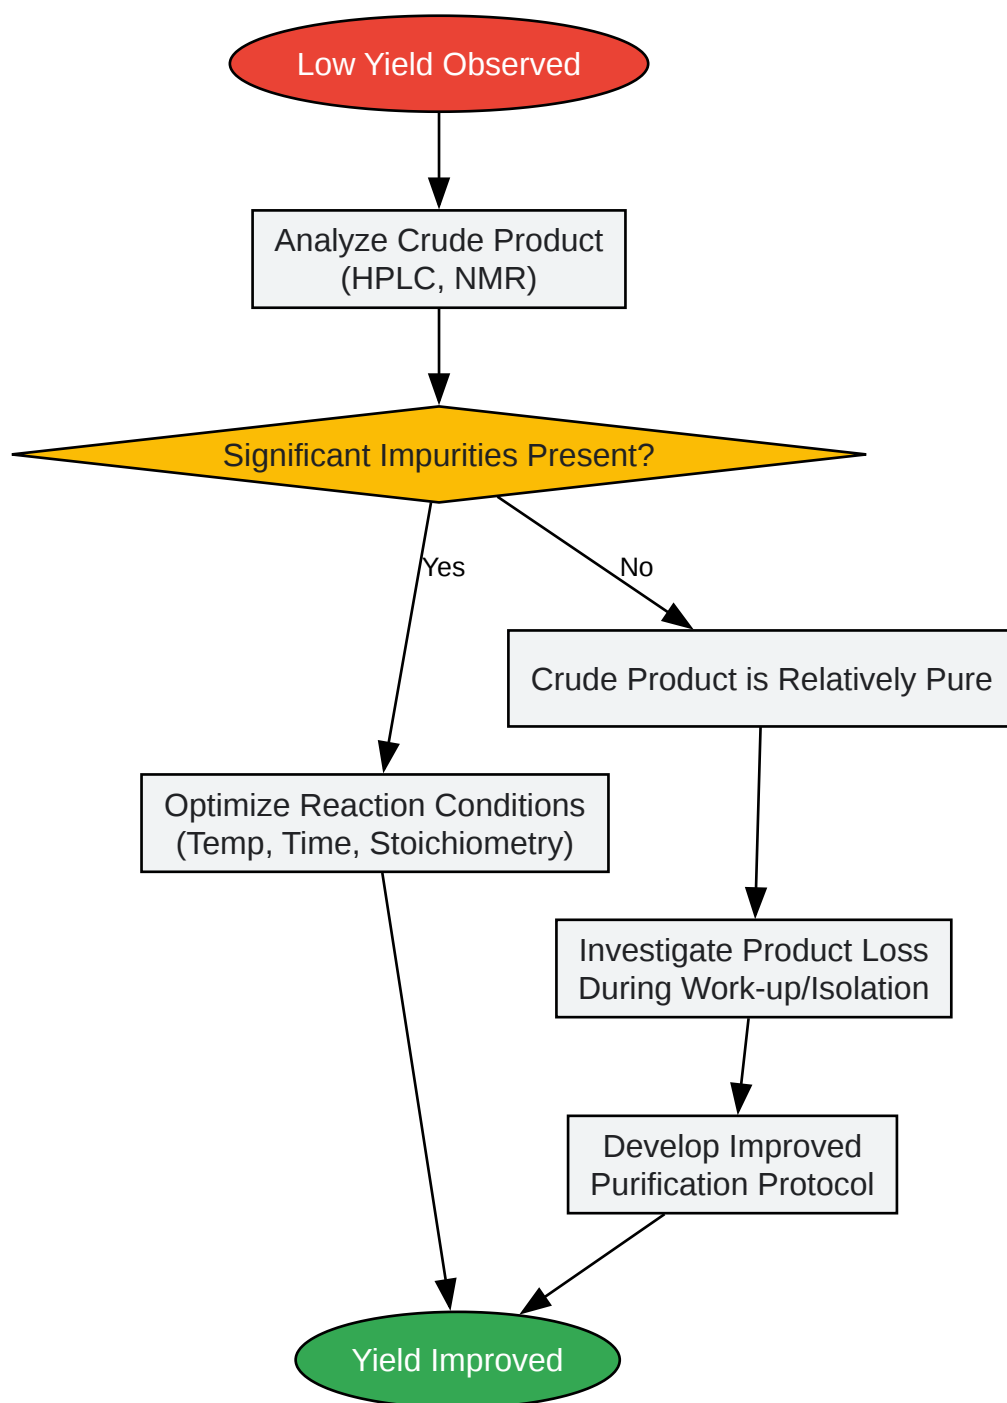 Low Yield Observed
Analyze Crude Product
(HPLC, NMR)
Significant Impurities Present?
Yes
No
Crude Product is Relatively Pure
Optimize Reaction Conditions
(Temp, Time, Stoichiometry)
Investigate Product Loss
During Work-up/Isolation
Develop Improved
Purification Protocol
Yield Improved